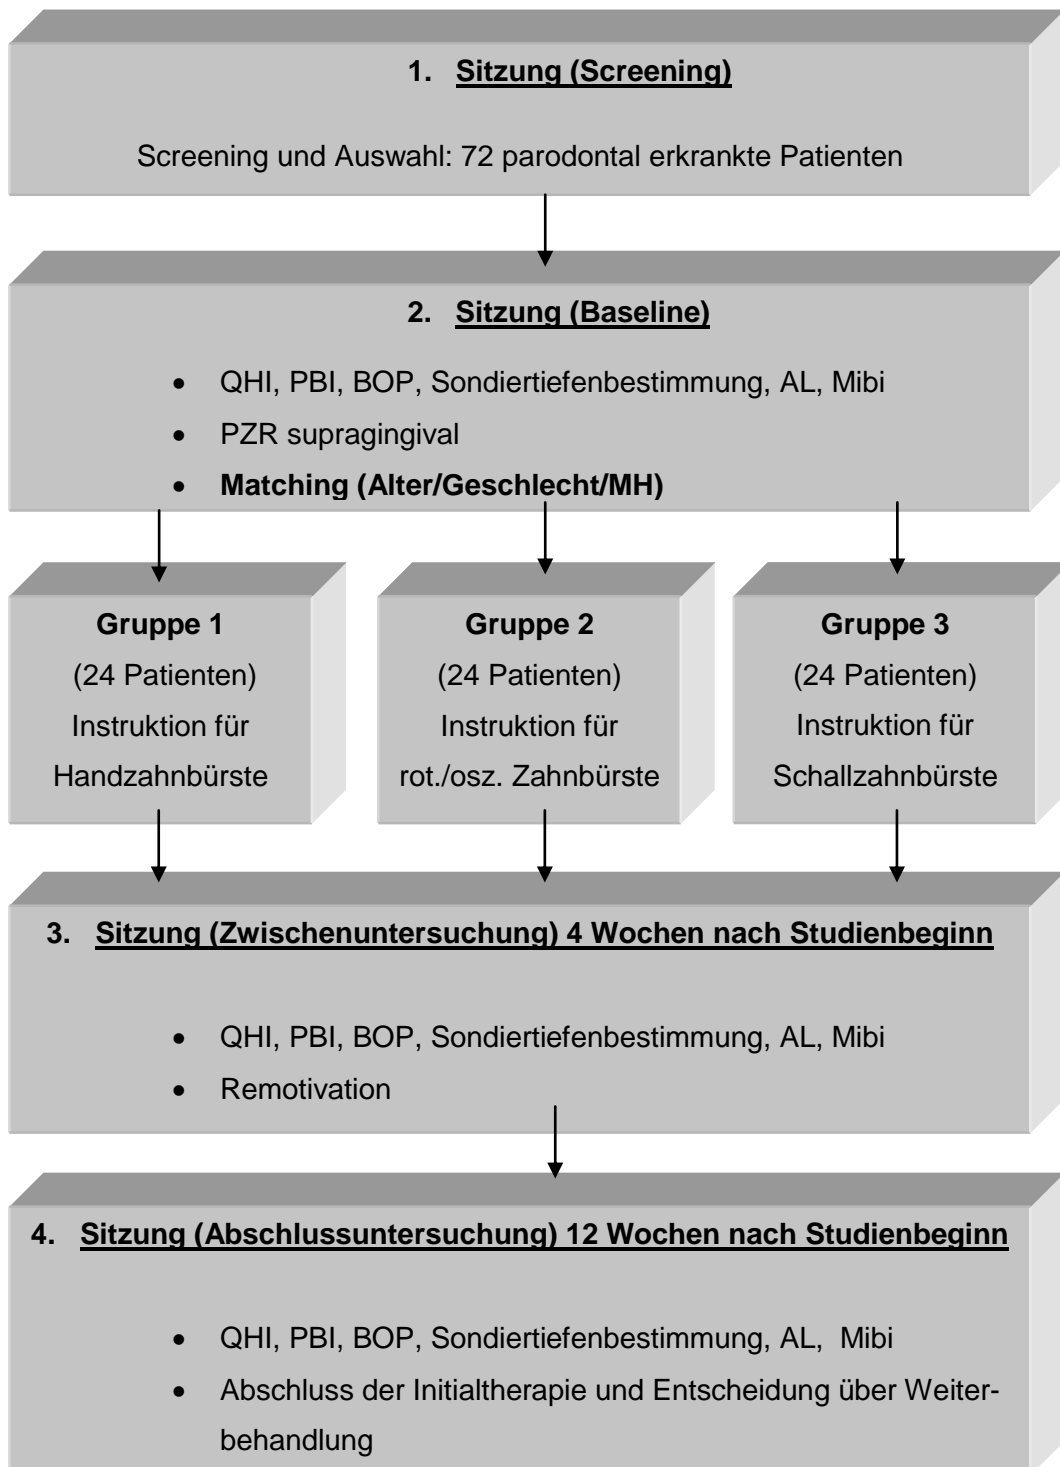 1. Sitzung (Screening)
Screening und Auswahl: 72 parodontal erkrankte Patienten
2. Sitzung (Baseline)
• QHI, PBI, BOP, Sondiertiefenbestimmung, AL, Mibi
• PZR supragingival
• Matching (Alter/Geschlecht/MH)
Gruppe 1
(24 Patienten)
Instruktion für
Handzahnbürste
Gruppe 2
(24 Patienten)
Instruktion für
rot./osz. Zahnbürste
Gruppe 3
(24 Patienten)
Instruktion für
Schallzahnbürste
3. Sitzung (Zwischenuntersuchung) 4 Wochen nach Studienbeginn
• QHI, PBI, BOP, Sondiertiefenbestimmung, AL, Mibi
• Remotivation
4. Sitzung (Abschlussuntersuchung) 12 Wochen nach Studienbeginn
• QHI, PBI, BOP, Sondiertiefenbestimmung, AL, Mibi
• Abschluss der Initialtherapie und Entscheidung über Weiter-
behandlung